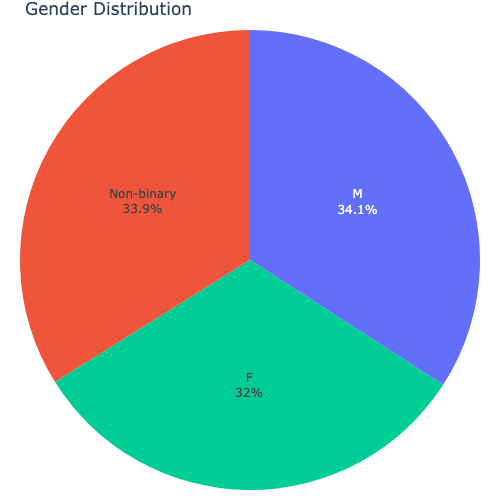 Gender Distribution
Non-binary
33.9%
M
34.1%
F
32%